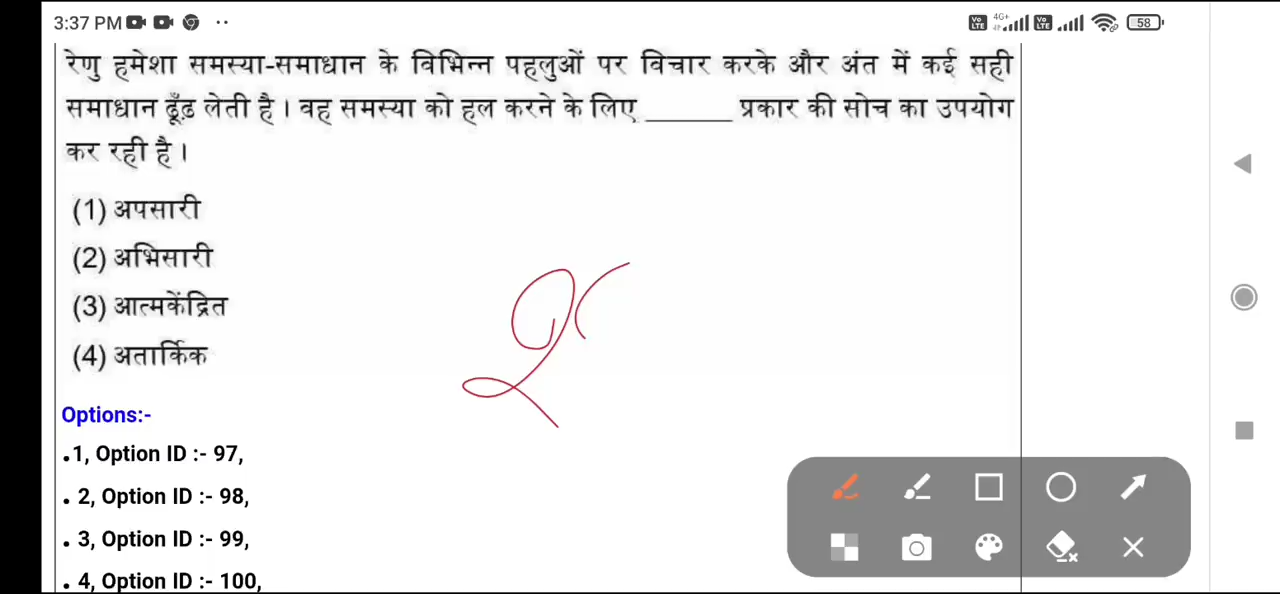 3:37 PM
4G+
58
रेणु हमेशा समस्या-समाधान के विभिन्न पहलुओं पर विचार करके और अंत में कई सही
समाधान ढूँढ़ लेती है। वह समस्या को हल करने के लिए ______ प्रकार की सोच का उपयोग
कर रही है।
(1) अपसारी
(2) अभिसारी
(3) आत्मकेंद्रित
(4) अतार्किक
Options:-
1, Option ID :- 97,
2, Option ID :- 98,
3, Option ID :- 99,
4, Option ID :- 100,